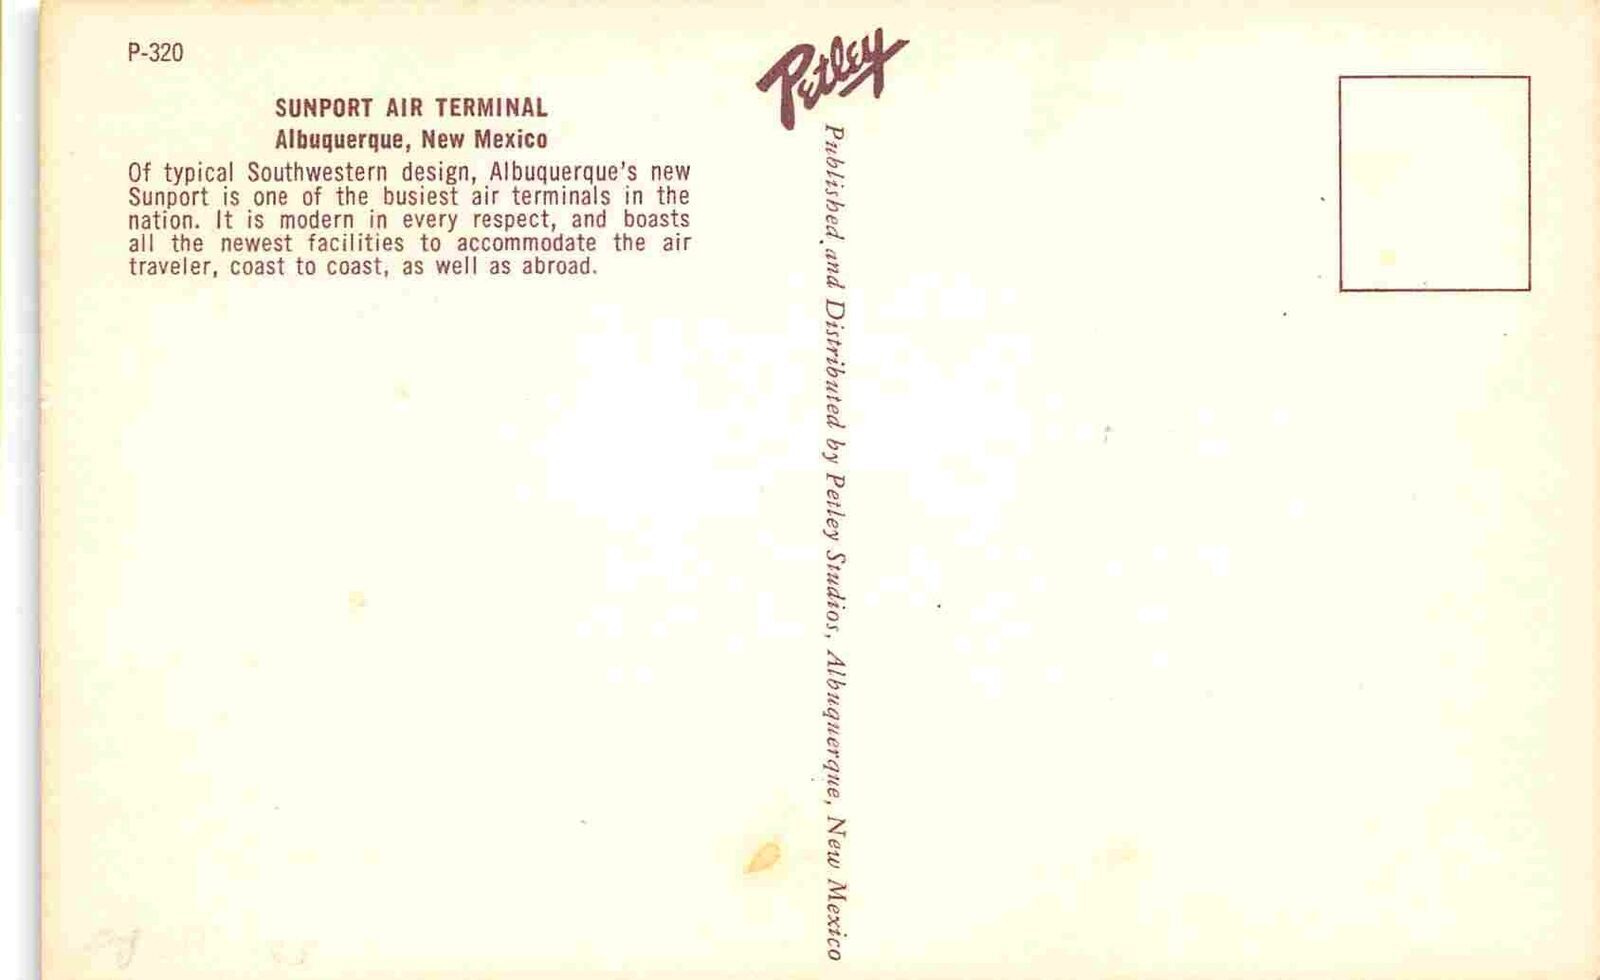 P-320
SUNPORT AIR TERMINAL
Albuquerque, New Mexico
Of typical Southwestern design, Albuquerque's new
Sunport is one of the busiest air terminals in the
nation. It is modern in every respect, and boasts
all the newest facilities to accommodate the air
traveler, coast to coast, as well as abroad.
Petley
Published and Distributed by Petley Studios, Albuquerque, New Mexico